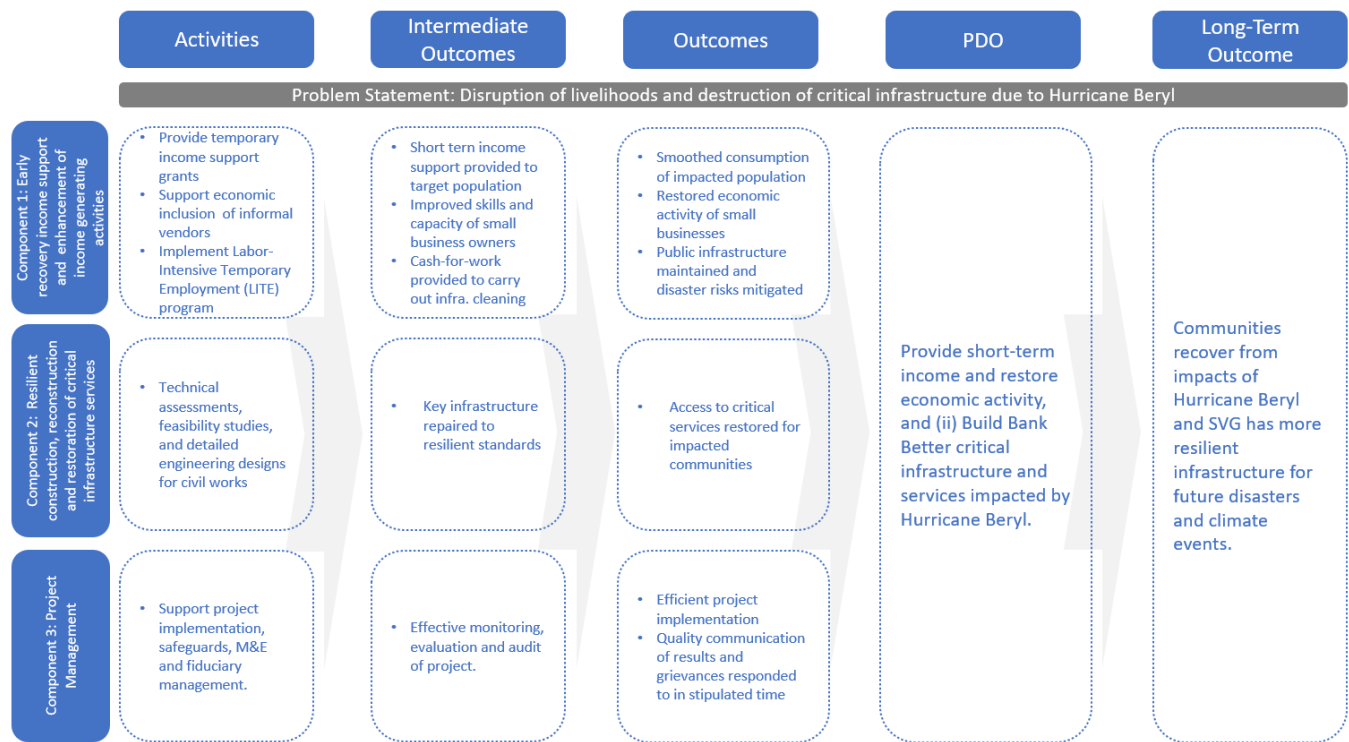 Activities
Intermediate
Outcomes
Outcomes
PDO
Long-Term
Outcome
Problem Statement: Disruption of livelihoods and destruction of critical infrastructure due to Hurricane Beryl
Component 1: Early
recovery income support
and enhancement of
income generating
activities
• Provide temporary
income support
grants
• Support economic
inclusion of informal
vendors
• Implement Labor-
Intensive Temporary
Employment (LITE)
program
• Short tern income
support provided to
target population
• Improved skills and
capacity of small
business owners
• Cash-for-work
provided to carry
out infra. cleaning
• Smoothed consumption
of impacted population
• Restored economic
activity of small
businesses
• Public infrastructure
maintained and
disaster risks mitigated
Component 2: Resilient
construction, reconstruction
and restoration of critical
infrastructure services
• Technical
assessments,
feasibility studies,
and detailed
engineering designs
for civil works
• Key infrastructure
repaired to
resilient standards
• Access to critical
services restored for
impacted
communities
Provide short-term
income and restore
economic activity,
and (ii) Build Bank
Better critical
infrastructure and
services impacted by
Hurricane Beryl.
Communities
recover from
impacts of
Hurricane Beryl
and SVG has more
resilient
infrastructure for
future disasters
and climate
events.
Component 3: Project
Management
• Support project
implementation,
safeguards, M&E
and fiduciary
management.
• Effective monitoring,
evaluation and audit
of project.
• Efficient project
implementation
• Quality communication
of results and
grievances responded
to in stipulated time